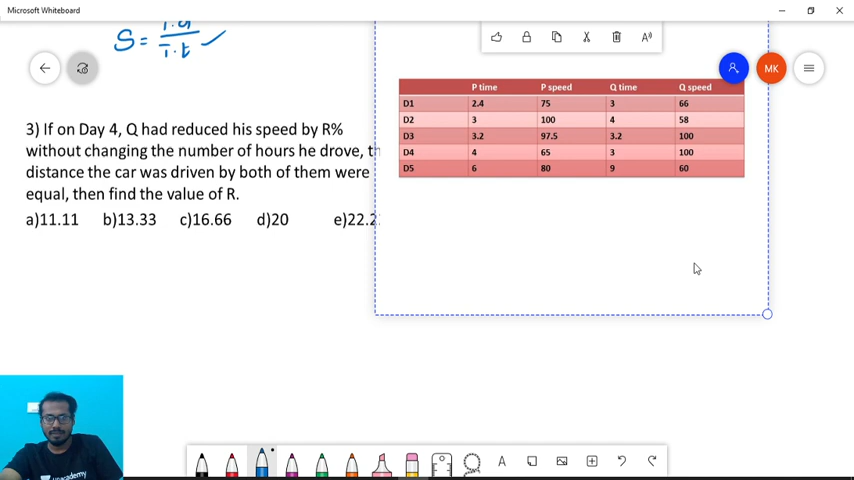 Microsoft Whiteboard
S = T.d / T.t
MK
3) If on Day 4, Q had reduced his speed by R%
without changing the number of hours he drove, th
distance the car was driven by both of them were
equal, then find the value of R.
a)11.11 b)13.33 c)16.66 d)20 e)22.2
P time P speed Q time Q speed
D1 2.4 75 3 66
D2 3 100 4 58
D3 3.2 97.5 3.2 100
D4 4 65 3 100
D5 6 80 9 60
unacademy
A